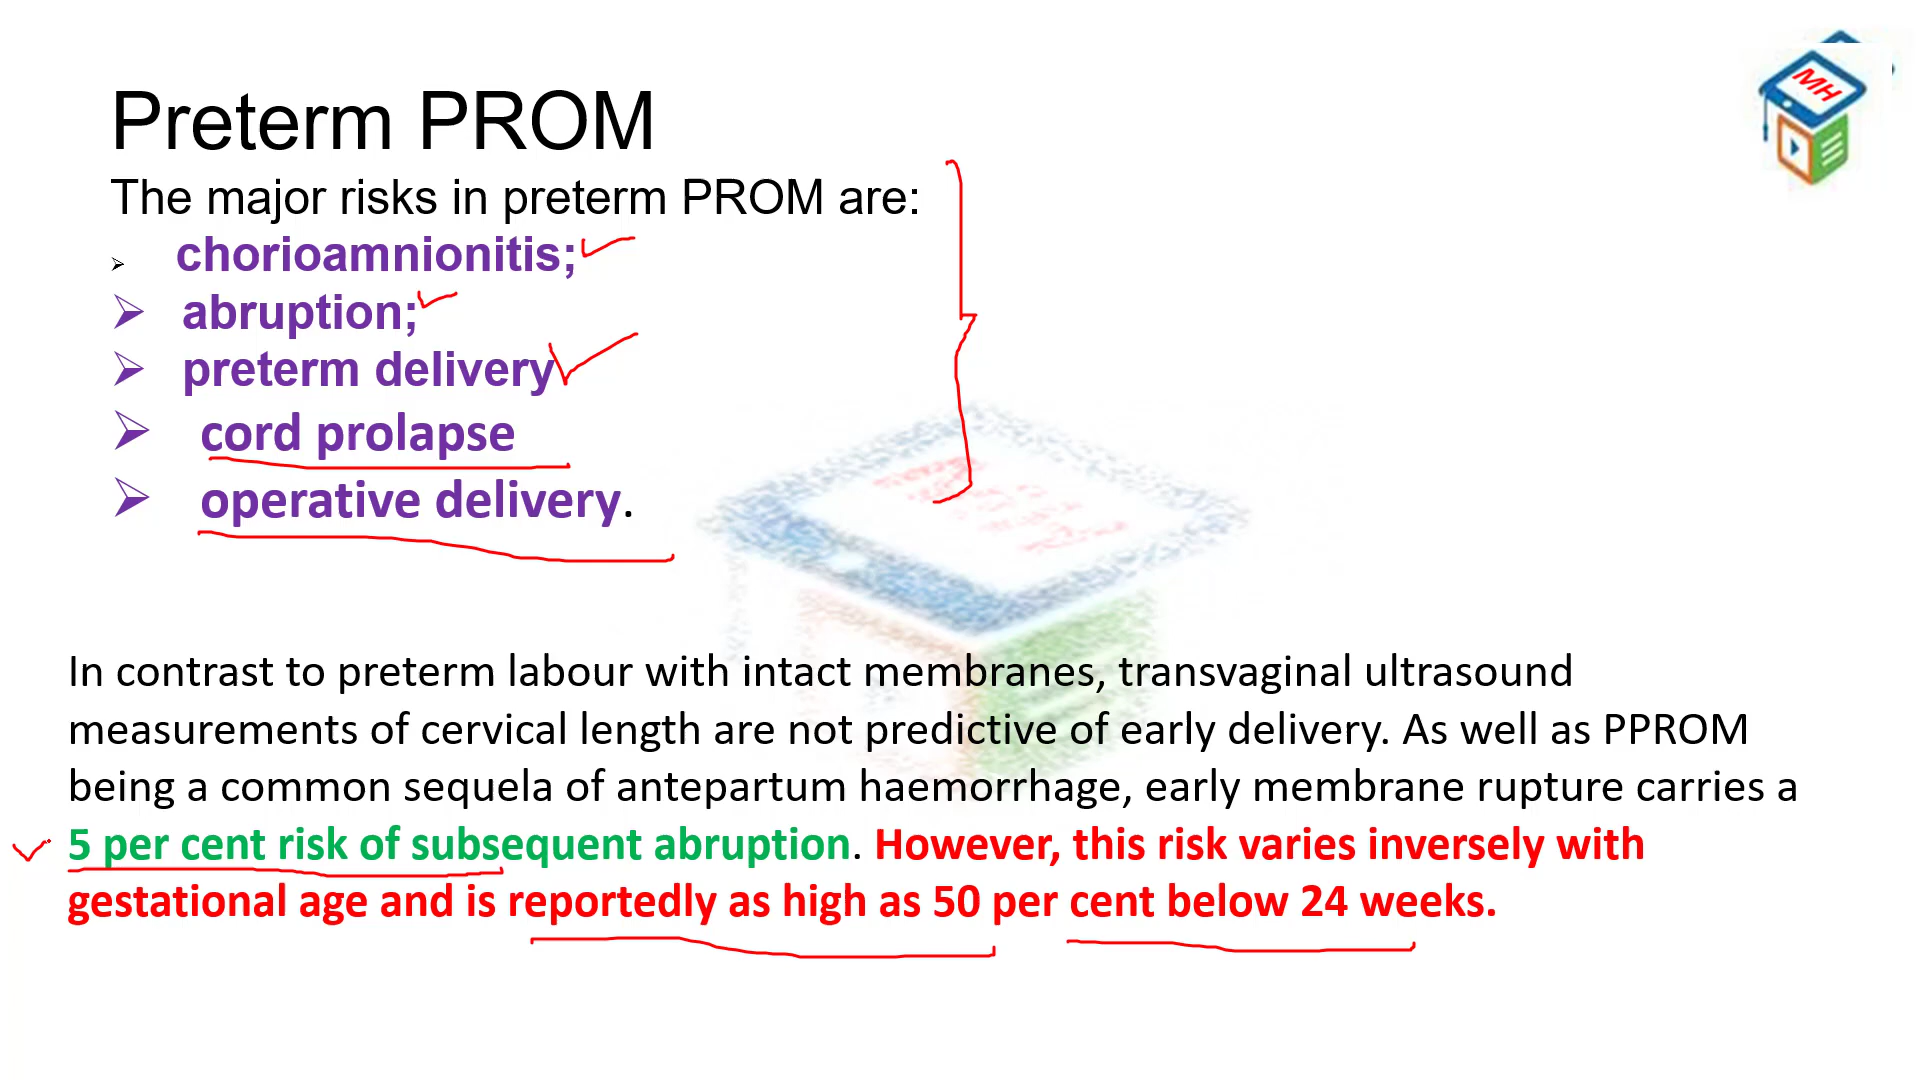 MH
Preterm PROM
The major risks in preterm PROM are:
chorioamnionitis;
abruption;
preterm delivery
cord prolapse
operative delivery.
In contrast to preterm labour with intact membranes, transvaginal ultrasound
measurements of cervical length are not predictive of early delivery. As well as PPROM
being a common sequela of antepartum haemorrhage, early membrane rupture carries a
5 per cent risk of subsequent abruption. However, this risk varies inversely with
gestational age and is reportedly as high as 50 per cent below 24 weeks.